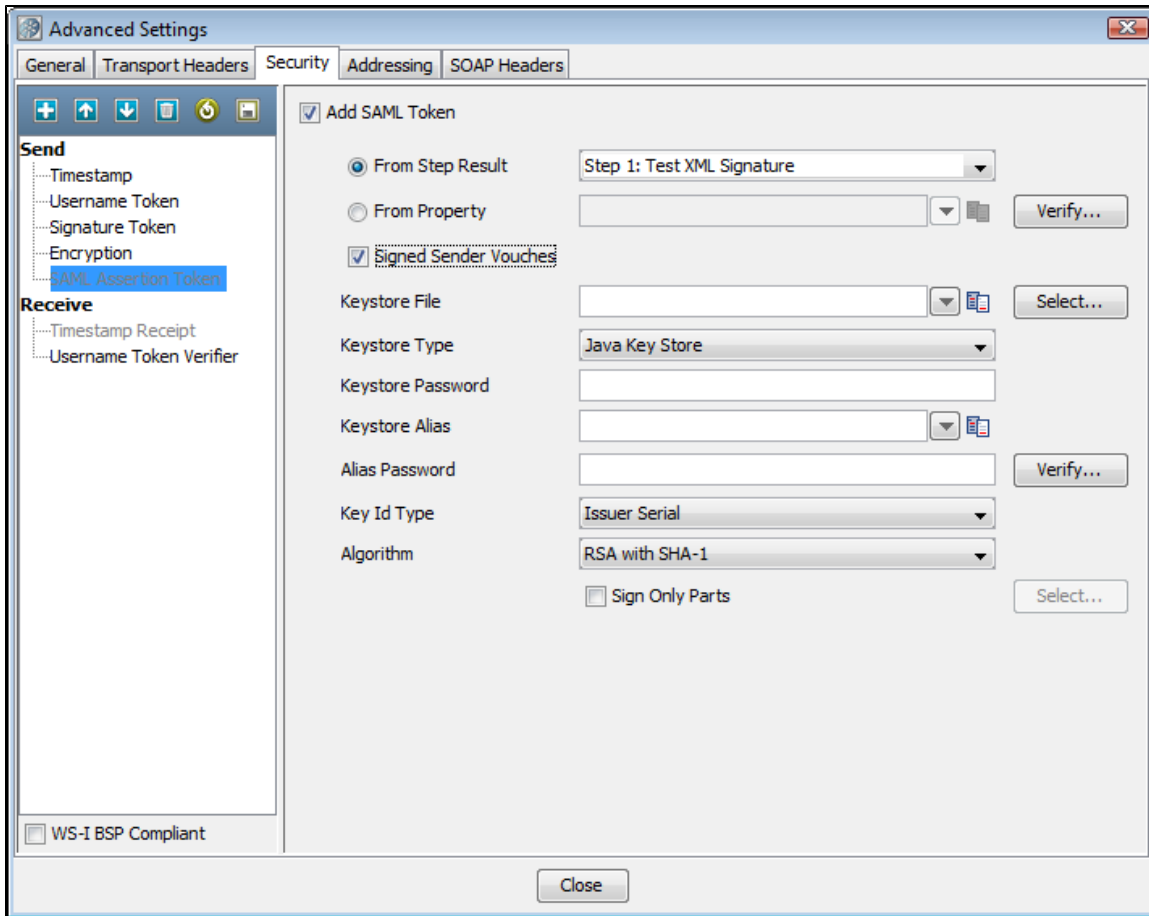 Advanced Settings
General Transport Headers Security Addressing SOAP Headers
Add SAML Token
Send
Timestamp
Username Token
Signature Token
Encryption
SAML Assertion Token
Receive
Timestamp Receipt
Username Token Verifier
WS-I BSP Compliant
From Step Result Step 1: Test XML Signature
From Property Verify...
Signed Sender Vouches
Keystore File Select...
Keystore Type Java Key Store
Keystore Password
Keystore Alias
Alias Password Verify...
Key Id Type Issuer Serial
Algorithm RSA with SHA-1
Sign Only Parts Select...
Close